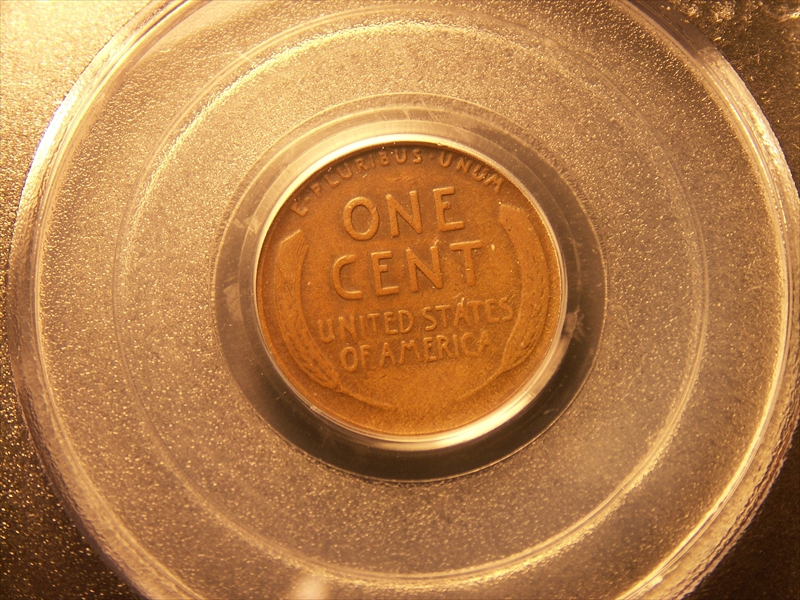 E·PLURIBUS·UNUM
ONE
CENT
UNITED STATES
OF AMERICA